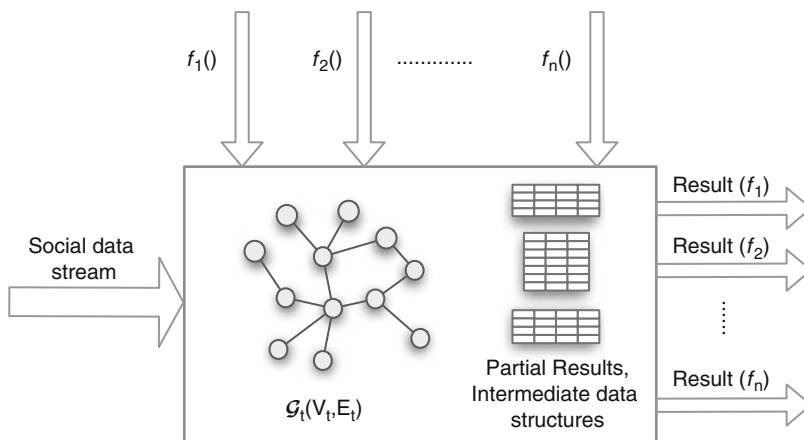 f1()
f2()
.............
fn()
Social data
stream
Result (f1)
Result (f2)
......
Result (fn)
Partial Results,
Intermediate data
structures
𝒢t(Vt,Et)